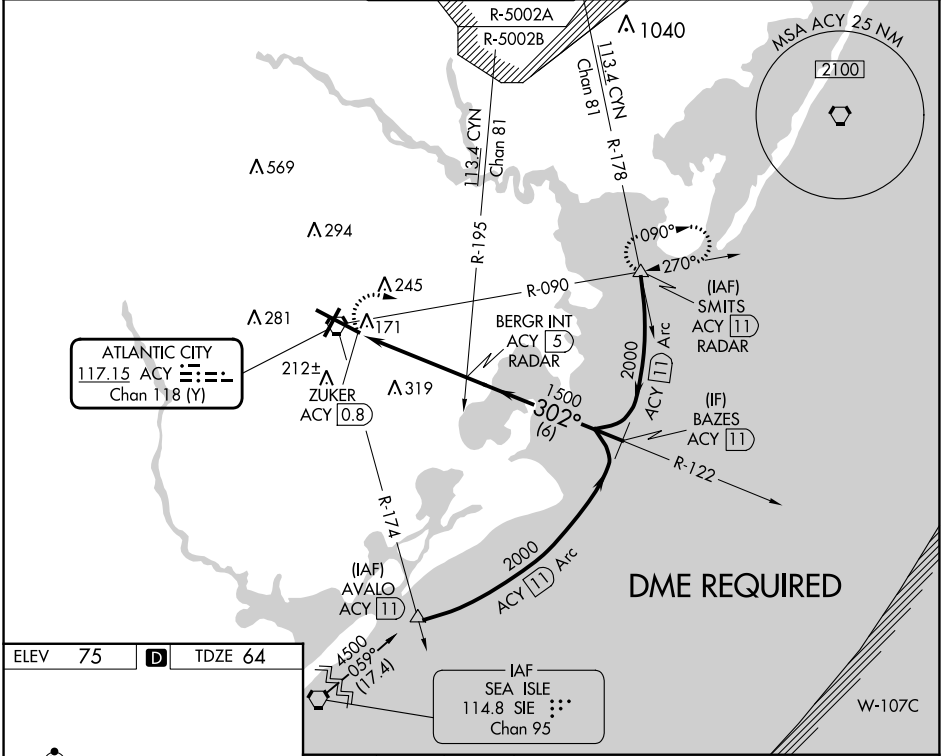 R-5002A
R-5002B
1040
MSA ACY 25 NM
2100
113.4 CYN
Chan 81
R-178
113.4 CYN
Chan 81
R-195
569
294
245
281
171
212±
319
090°
270°
R-090
(IAF)
SMITS
ACY 11
RADAR
BERGR INT
ACY 5
RADAR
ATLANTIC CITY
117.15 ACY
Chan 118 (Y)
ZUKER
ACY 0.8
1500
302°
(6)
2000
ACY 11 Arc
(IF)
BAZES
ACY 11
R-122
R-174
(IAF)
AVALO
ACY 11
2000
ACY 11 Arc
DME REQUIRED
4500
059°
(17.4)
IAF
SEA ISLE
114.8 SIE
Chan 95
W-107C
ELEV 75 D TDZE 64